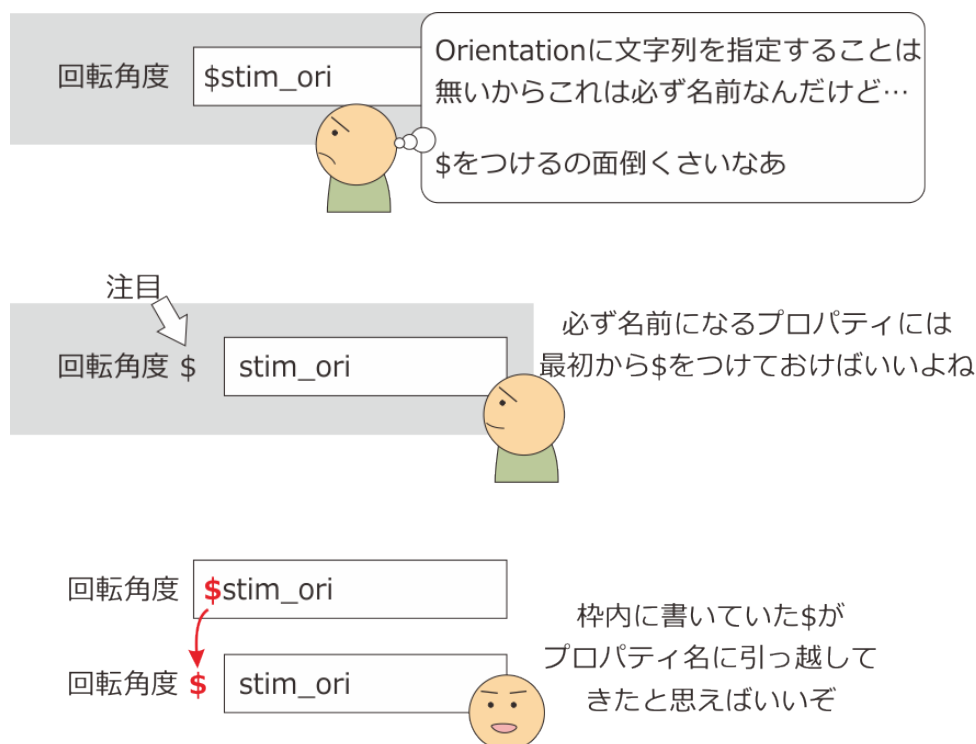 Orientationに文字列を指定することは
回転角度 $stim_ori
無いからこれは必ず名前なんだけど…
$をつけるの面倒くさいなあ
注目
回転角度 $ stim_ori
必ず名前になるプロパティには
最初から$をつけておけばいいよね
回転角度 $stim_ori
回転角度 $ stim_ori
枠内に書いていた$が
プロパティ名に引っ越して
きたと思えばいいぞ